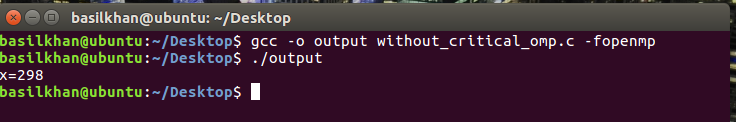 basilkhan@ubuntu: ~/Desktop
basilkhan@ubuntu:~/Desktop$ gcc -o output without_critical_omp.c -fopenmp
basilkhan@ubuntu:~/Desktop$ ./output
x=298
basilkhan@ubuntu:~/Desktop$